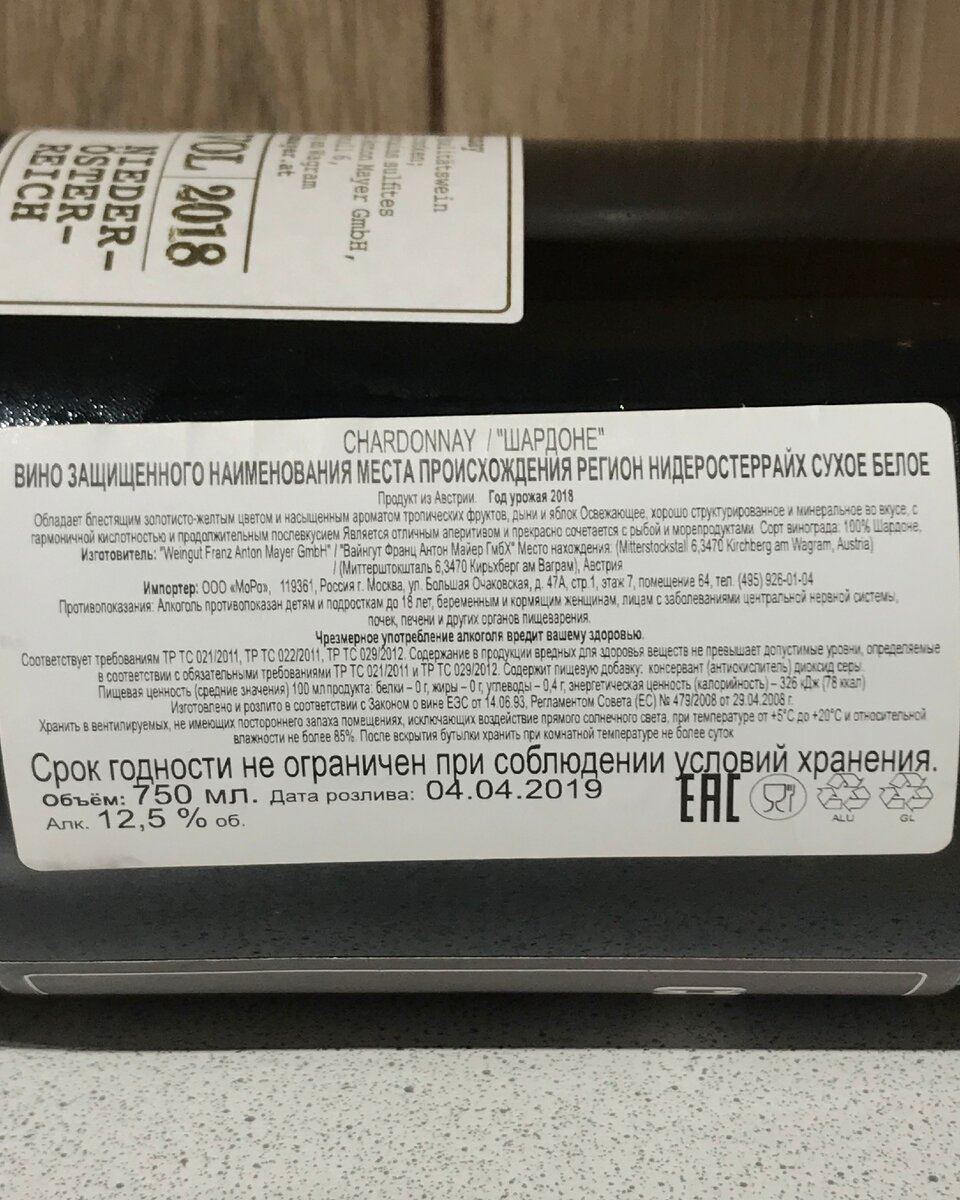 VOL 2018
NIEDER-
ÖSTER-
REICH
sulfites
Mayer GmbH,
6,
Wagram
CHARDONNAY / "ШАРДОНЕ"
ВИНО ЗАЩИЩЕННОГО НАИМЕНОВАНИЯ МЕСТА ПРОИСХОЖДЕНИЯ РЕГИОН НИДЕРОСТЕРРАЙХ СУХОЕ БЕЛОЕ
Продукт из Австрии. Год урожая 2018
Обладает блестящим золотисто-желтым цветом и насыщенным ароматом тропических фруктов, дыни и яблок Освежающее, хорошо структурированное и минеральное во вкусе, с
гармоничной кислотностью и продолжительным послевкусием Является отличным аперитивом и прекрасно сочетается с рыбой и морепродуктами. Сорт винограда: 100% Шардоне.
Изготовитель: "Weingut Franz Anton Mayer GmbH" / "Вайнгут Франц Антон Майер ГмбХ" Место нахождения: (Mitterstockstall 6,3470 Kirchberg am Wagram, Austria)
/ (Миттерштокшталь 6,3470 Кирьхберг ам Ваграм), Австрия
Импортер: ООО «МоРо», 119361, Россия г. Москва, ул. Большая Очаковская, д. 47А, стр.1, этаж 7, помещение 64, тел. (495) 926-01-04
Противопоказания: Алкоголь противопоказан детям и подросткам до 18 лет, беременным и кормящим женщинам, лицам с заболеваниями центральной нервной системы,
почек, печени и других органов пищеварения.
Чрезмерное употребление алкоголя вредит вашему здоровью.
Соответствует требованиям ТР ТС 021/2011, ТР ТС 022/2011, ТР ТС 029/2012. Содержание в продукции вредных для здоровья веществ не превышает допустимые уровни, определяемые
в соответствии с обязательными требованиями ТР ТС 021/2011 и ТР ТС 029/2012. Содержит пищевую добавку: консервант (антиокислитель) диоксид серы.
Пищевая ценность (средние значения) 100 мл продукта: белки – 0 г, жиры – 0 г, углеводы – 0,4 г, энергетическая ценность (калорийность) – 326 кДж (78 ккал)
Изготовлено и розлито в соответствии с Законом о вине ЕЭС от 14.06.93, Регламентом Совета (ЕС) № 479/2008 от 29.04.2008 г.
Хранить в вентилируемых, не имеющих постороннего запаха помещениях, исключающих воздействие прямого солнечного света, при температуре от +5°С до +20°С и относительной
влажности не более 85%. После вскрытия бутылки хранить при комнатной температуре не более суток
Срок годности не ограничен при соблюдении условий хранения.
Объём: 750 мл. Дата розлива: 04.04.2019
Алк. 12,5 % об.
EAC
ALU
GL